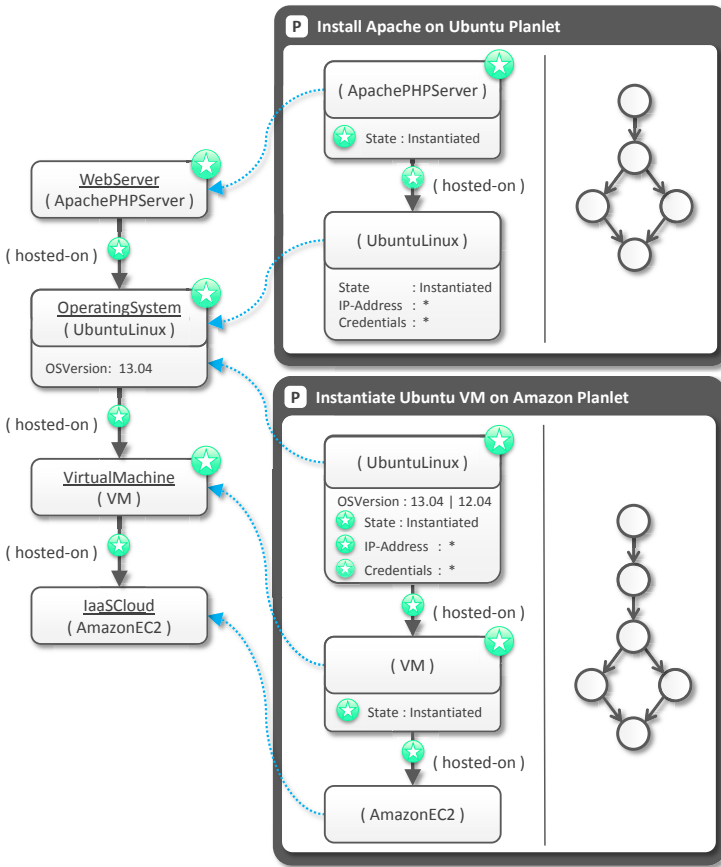 P Install Apache on Ubuntu Planlet
( ApachePHPServer )
State : Instantiated
( hosted-on )
( UbuntuLinux )
State : Instantiated
IP-Address : *
Credentials : *
WebServer
( ApachePHPServer )
( hosted-on )
OperatingSystem
( UbuntuLinux )
OSVersion: 13.04
( hosted-on )
VirtualMachine
( VM )
( hosted-on )
IaaSCloud
( AmazonEC2 )
P Instantiate Ubuntu VM on Amazon Planlet
( UbuntuLinux )
OSVersion : 13.04 | 12.04
State : Instantiated
IP-Address : *
Credentials : *
( hosted-on )
( VM )
State : Instantiated
( hosted-on )
( AmazonEC2 )